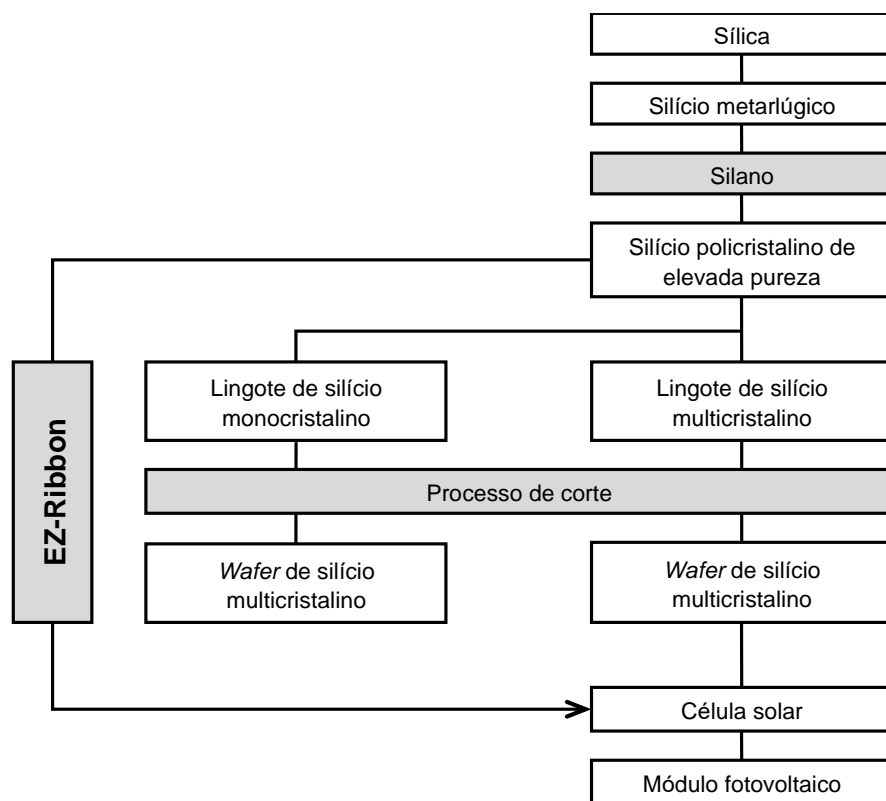 Sílica
Silício metarlúgico
Silano
Silício policristalino de
elevada pureza
EZ-Ribbon
Lingote de silício
monocristalino
Lingote de silício
multicristalino
Processo de corte
Wafer de silício
multicristalino
Wafer de silício
multicristalino
Célula solar
Módulo fotovoltaico